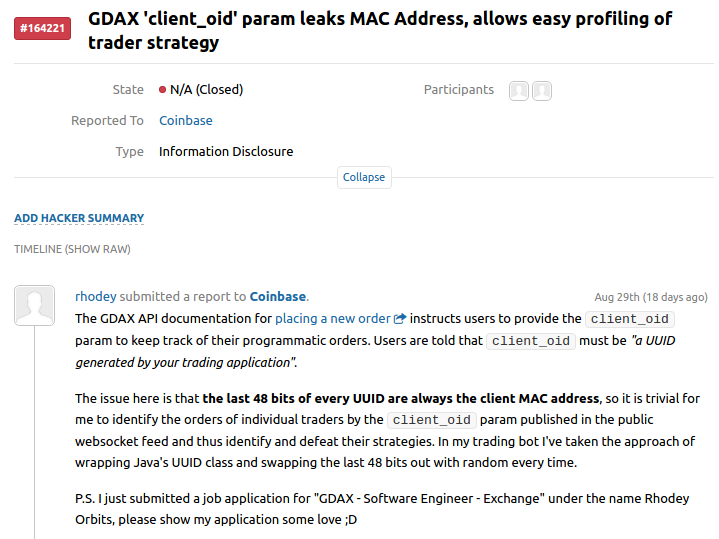 #164221
GDAX 'client_oid' param leaks MAC Address, allows easy profiling of
trader strategy
State N/A (Closed) Participants
Reported To Coinbase
Type Information Disclosure
Collapse
ADD HACKER SUMMARY
TIMELINE (SHOW RAW)
rhodey submitted a report to Coinbase. Aug 29th (18 days ago)
The GDAX API documentation for placing a new order instructs users to provide the client_oid
param to keep track of their programmatic orders. Users are told that client_oid must be "a UUID
generated by your trading application".
The issue here is that the last 48 bits of every UUID are always the client MAC address, so it is trivial for
me to identify the orders of individual traders by the client_oid param published in the public
websocket feed and thus identify and defeat their strategies. In my trading bot I've taken the approach of
wrapping Java's UUID class and swapping the last 48 bits out with random every time.
P.S. I just submitted a job application for "GDAX - Software Engineer - Exchange" under the name Rhodey
Orbits, please show my application some love ;D